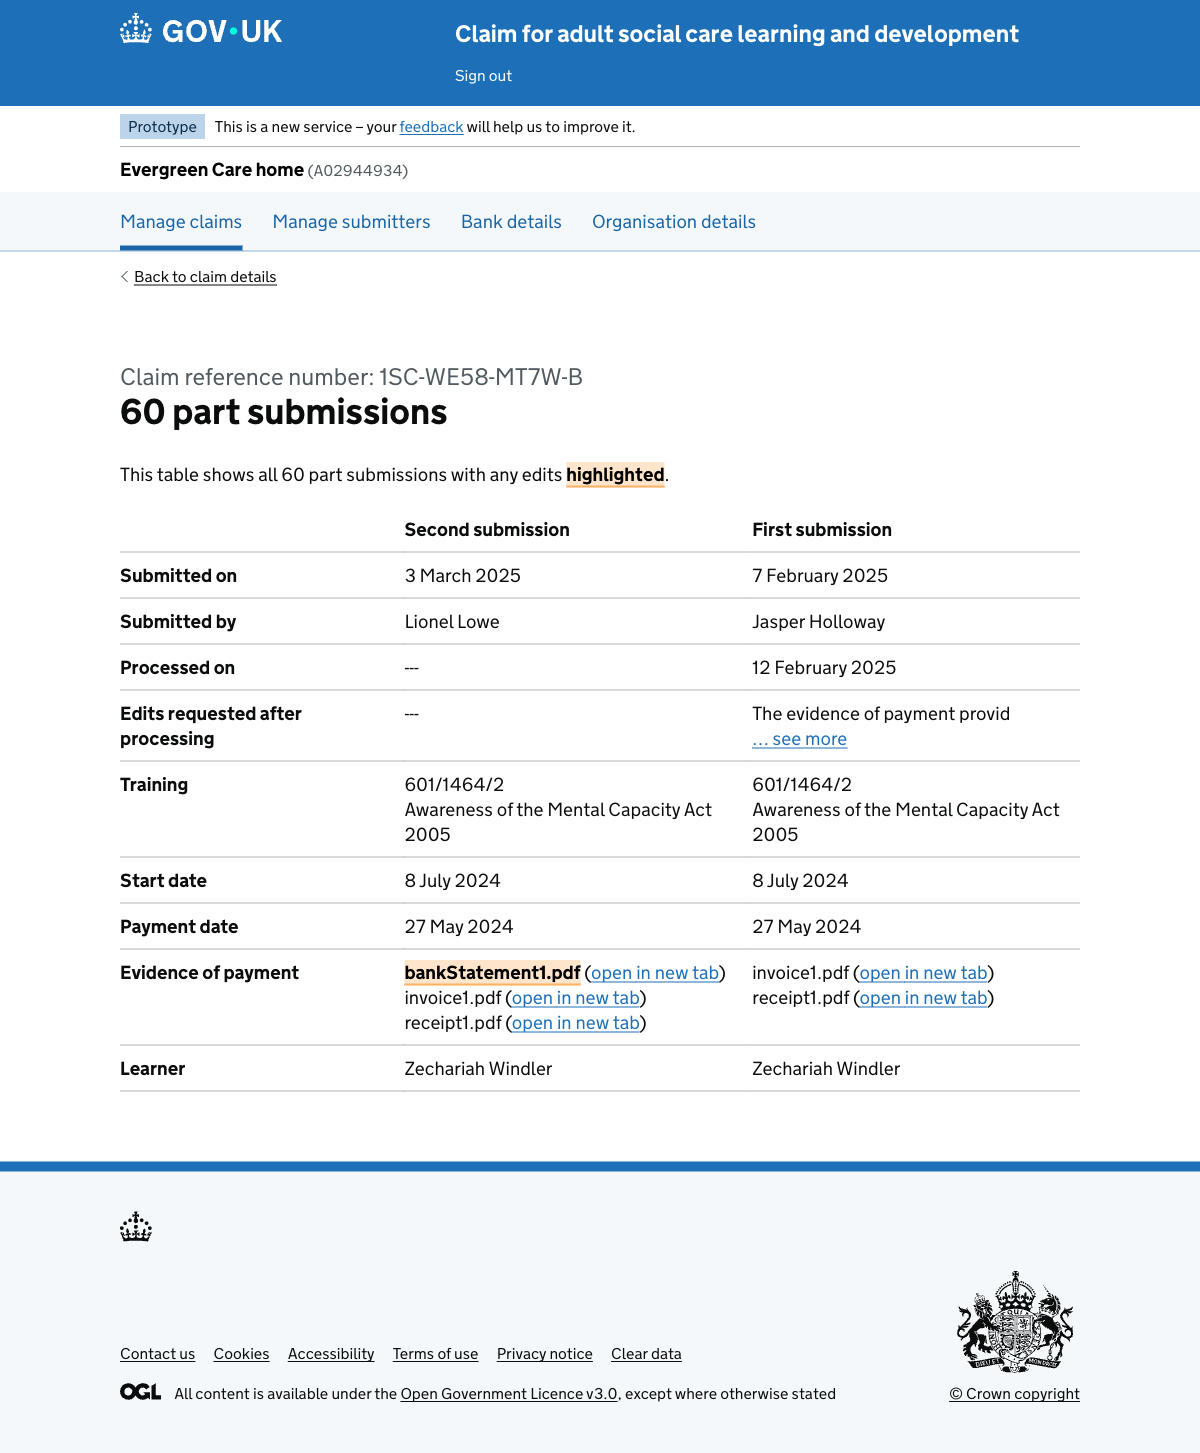 GOV·UK
Claim for adult social care learning and development
Sign out
Prototype This is a new service – your feedback will help us to improve it.
Evergreen Care home (A02944934)
Manage claims Manage submitters Bank details Organisation details
Back to claim details
Claim reference number: 1SC-WE58-MT7W-B
60 part submissions
This table shows all 60 part submissions with any edits highlighted.
Second submission First submission
Submitted on 3 March 2025 7 February 2025
Submitted by Lionel Lowe Jasper Holloway
Processed on --- 12 February 2025
Edits requested after --- The evidence of payment provid
processing … see more
Training 601/1464/2 601/1464/2
Awareness of the Mental Capacity Act Awareness of the Mental Capacity Act
2005 2005
Start date 8 July 2024 8 July 2024
Payment date 27 May 2024 27 May 2024
Evidence of payment bankStatement1.pdf (open in new tab) invoice1.pdf (open in new tab)
invoice1.pdf (open in new tab) receipt1.pdf (open in new tab)
receipt1.pdf (open in new tab)
Learner Zechariah Windler Zechariah Windler
Contact us Cookies Accessibility Terms of use Privacy notice Clear data
OGL All content is available under the Open Government Licence v3.0, except where otherwise stated
© Crown copyright